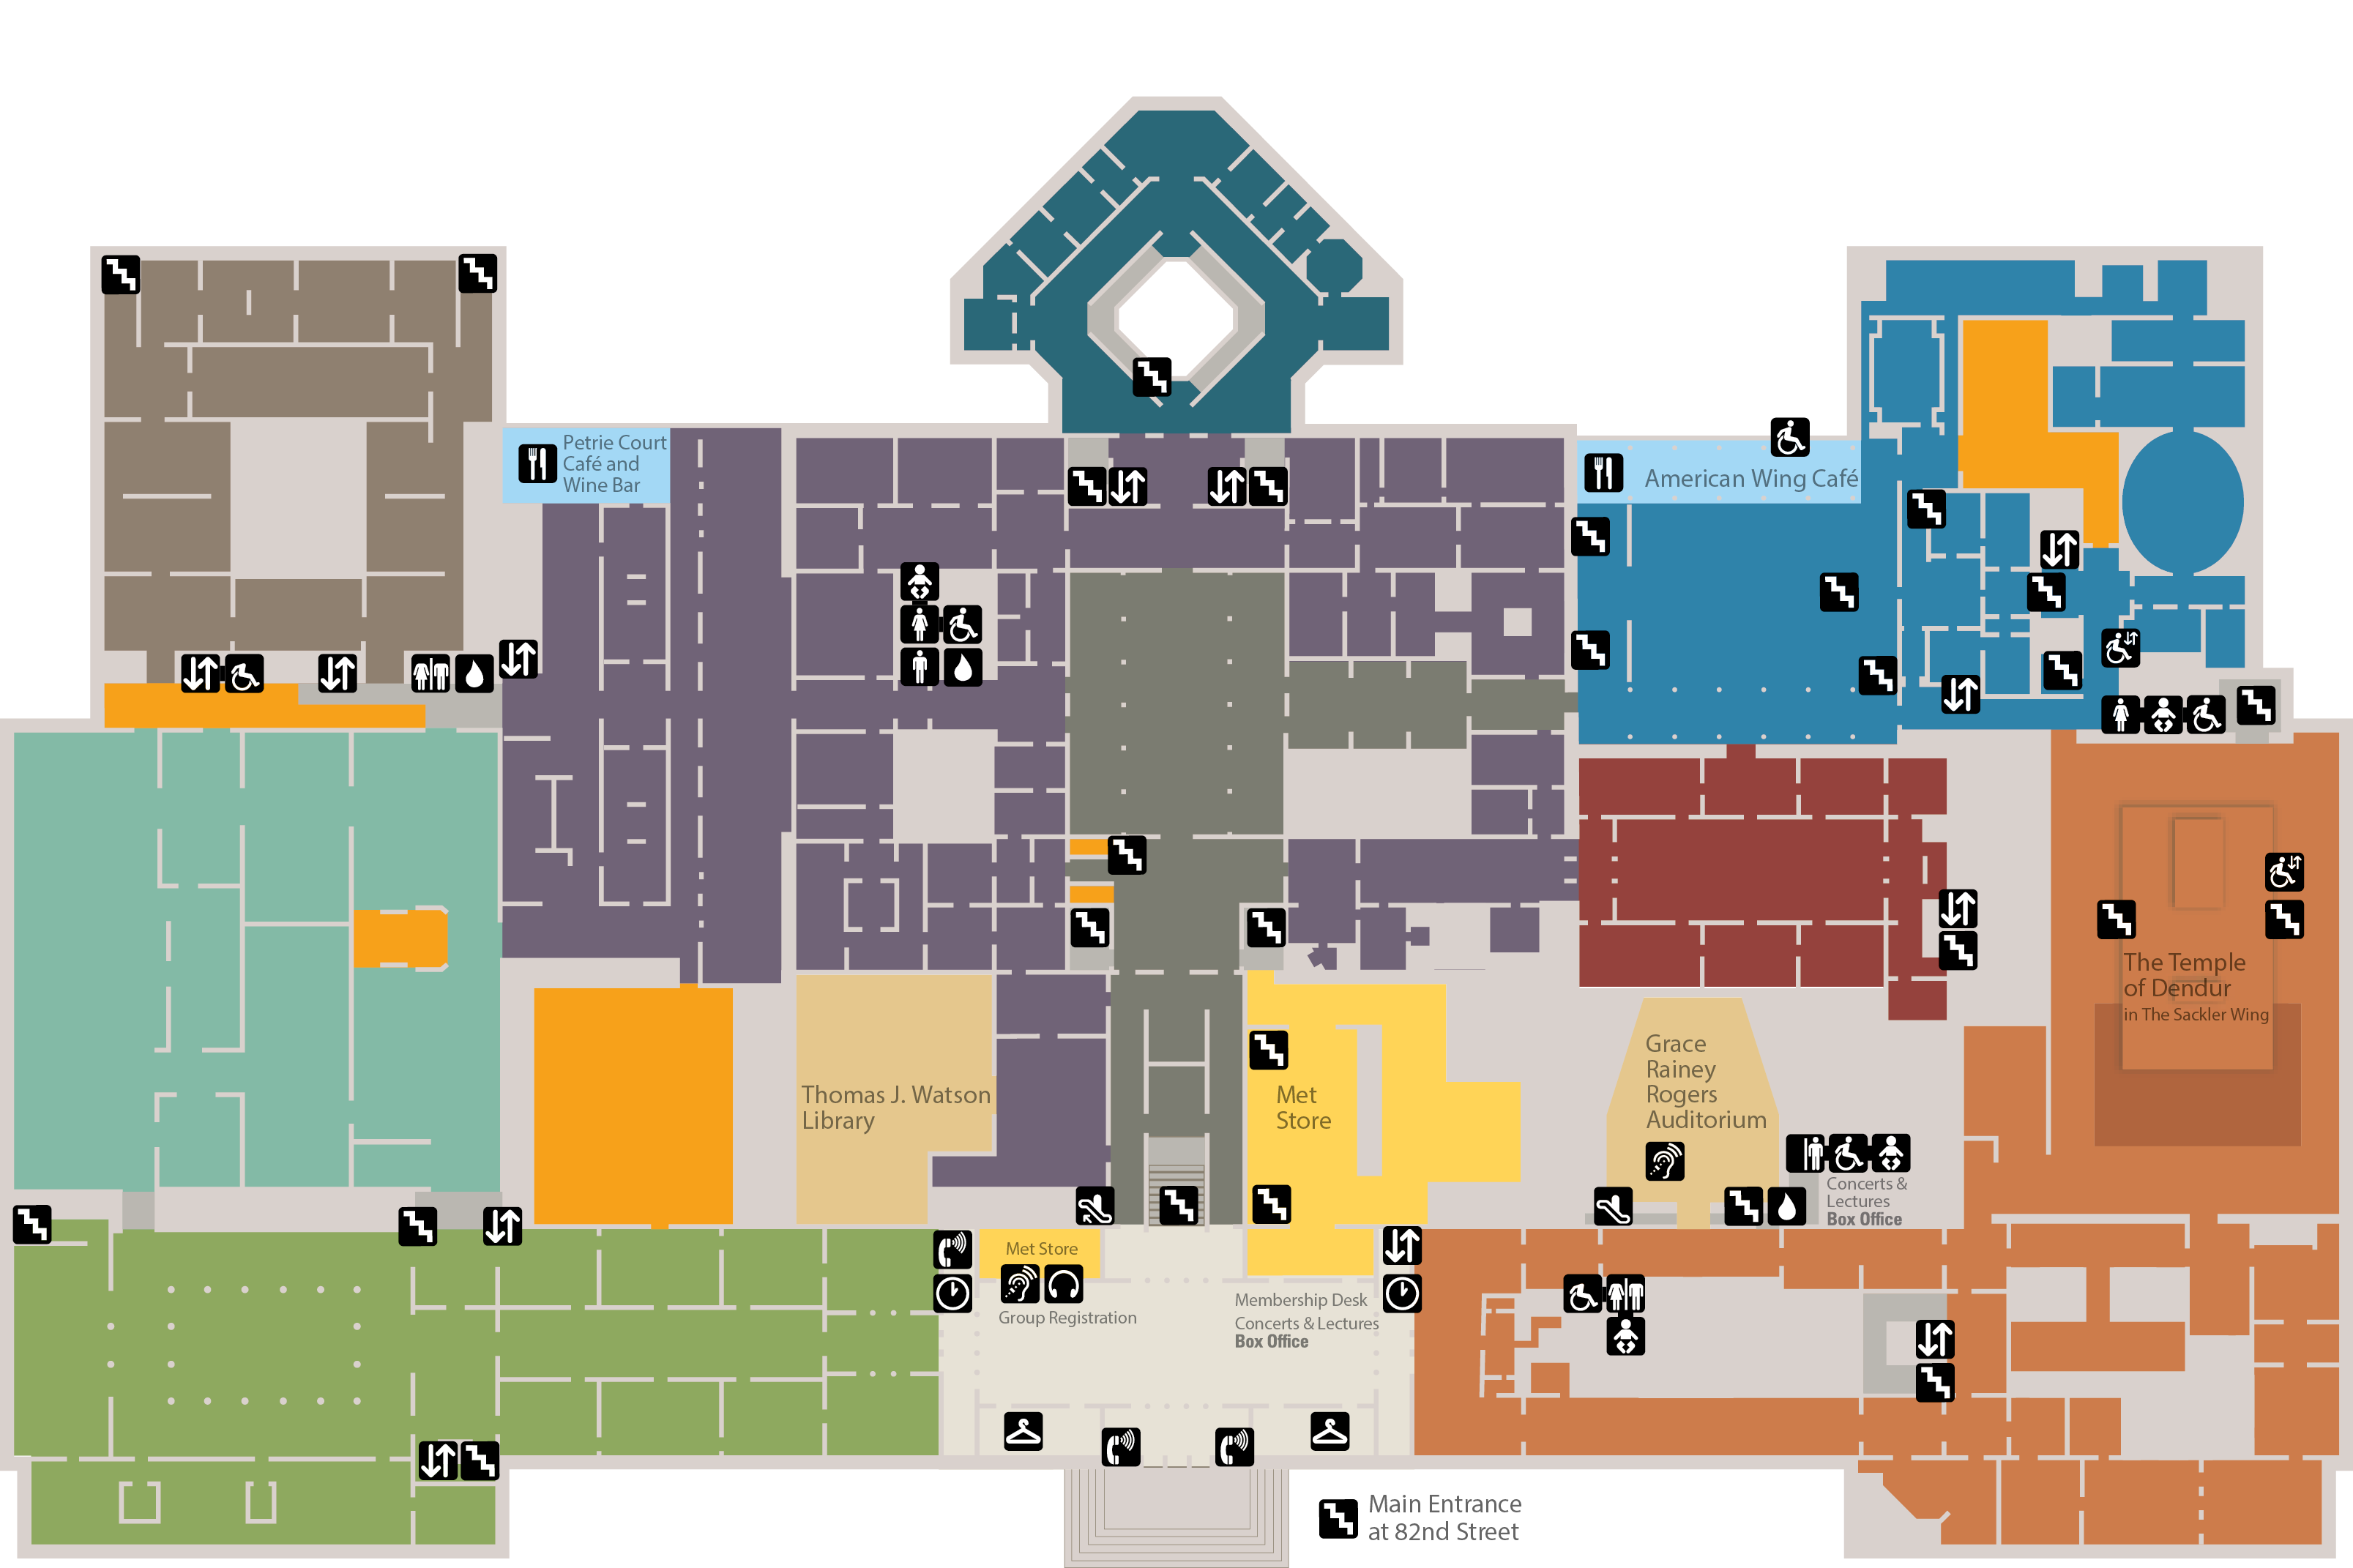 Petrie Court
Café and
Wine Bar
American Wing Café
The Temple
of Dendur
in The Sackler Wing
Grace
Rainey
Rogers
Auditorium
Thomas J. Watson
Library
Met
Store
Concerts &
Lectures
Box Office
Met Store
Group Registration
Membership Desk
Concerts & Lectures
Box Office
Main Entrance
at 82nd Street